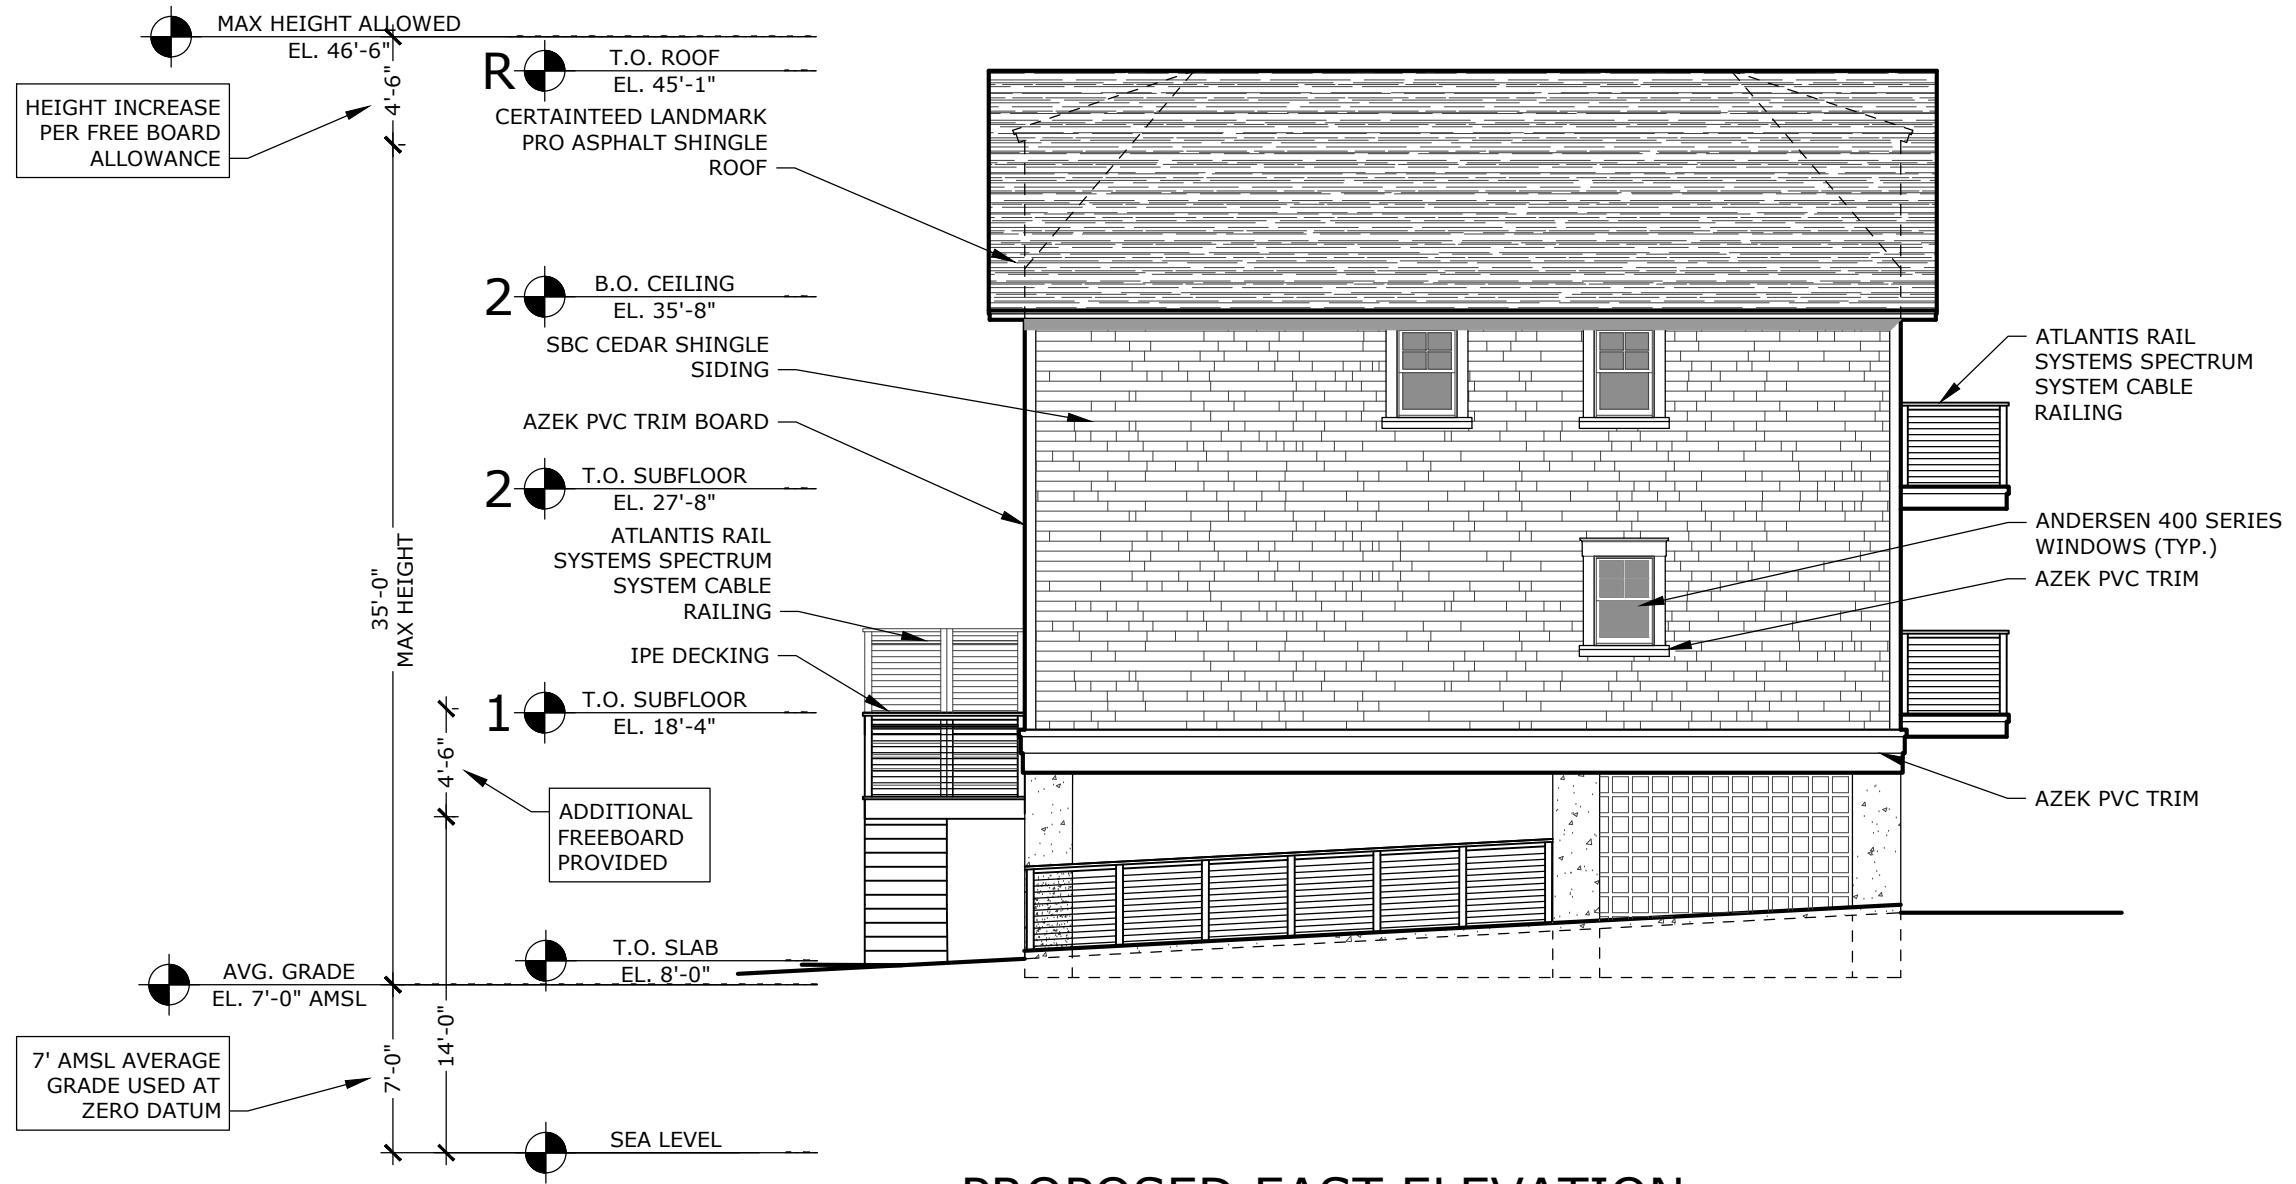 MAX HEIGHT ALLOWED
EL. 46'-6"
R
T.O. ROOF
EL. 45'-1"
4'-6"
HEIGHT INCREASE
PER FREE BOARD
ALLOWANCE
CERTAINTEED LANDMARK
PRO ASPHALT SHINGLE
ROOF
2
B.O. CEILING
EL. 35'-8"
SBC CEDAR SHINGLE
SIDING
AZEK PVC TRIM BOARD
2
T.O. SUBFLOOR
EL. 27'-8"
ATLANTIS RAIL
SYSTEMS SPECTRUM
SYSTEM CABLE
RAILING
35'-0"
MAX HEIGHT
IPE DECKING
1
T.O. SUBFLOOR
EL. 18'-4"
4'-6"
ADDITIONAL
FREEBOARD
PROVIDED
T.O. SLAB
EL. 8'-0"
AVG. GRADE
EL. 7'-0" AMSL
7' AMSL AVERAGE
GRADE USED AT
ZERO DATUM
7'-0"
14'-0"
SEA LEVEL
ATLANTIS RAIL
SYSTEMS SPECTRUM
SYSTEM CABLE
RAILING
ANDERSEN 400 SERIES
WINDOWS (TYP.)
AZEK PVC TRIM
AZEK PVC TRIM
PROPOSED EAST ELEVATION